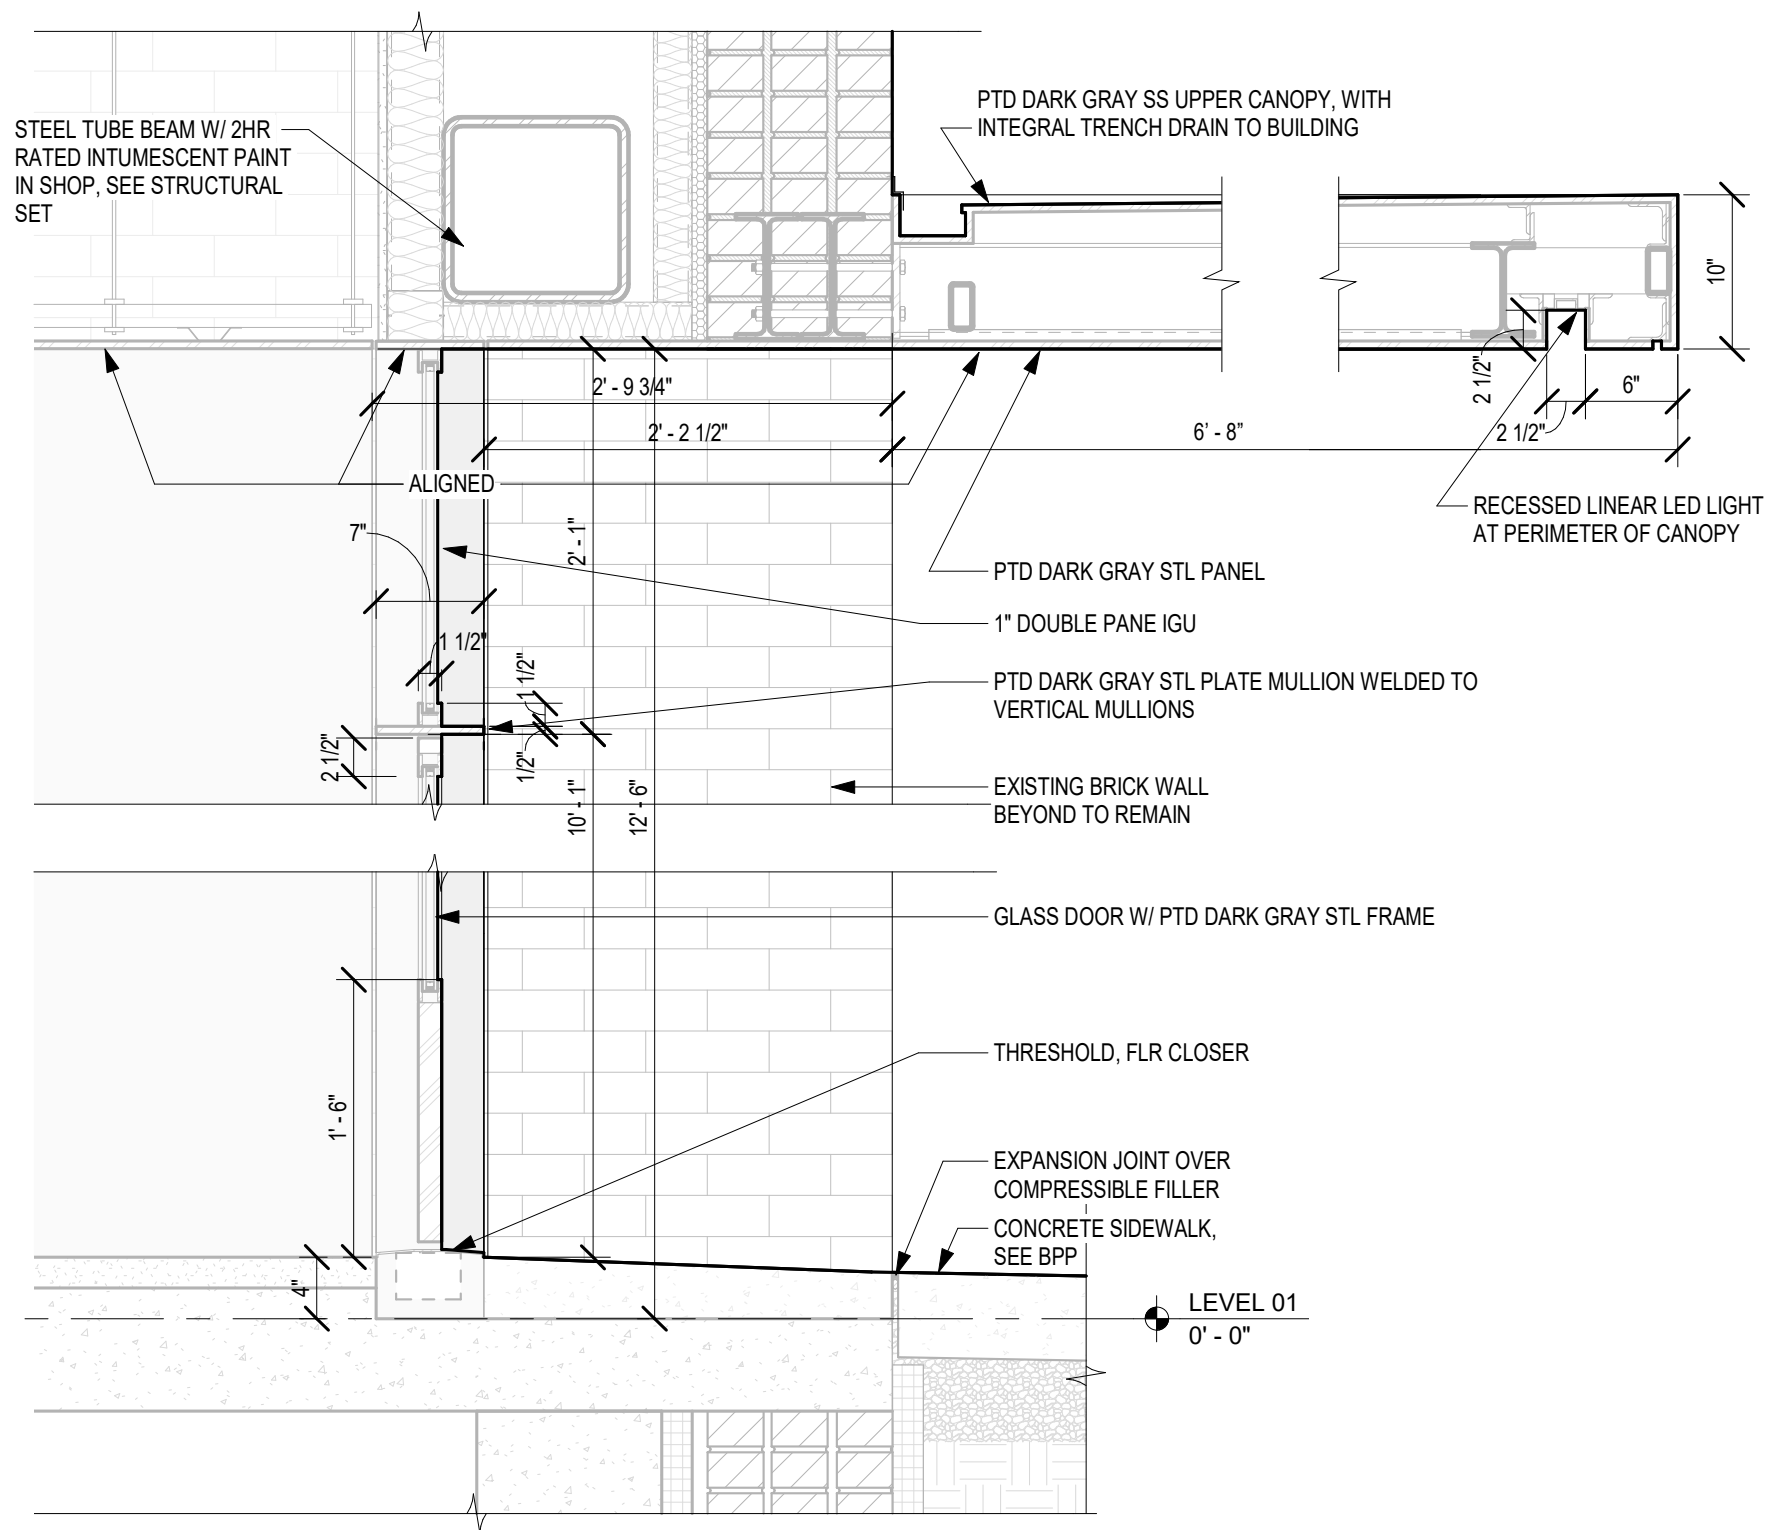 STEEL TUBE BEAM W/ 2HR
RATED INTUMESCENT PAINT
IN SHOP, SEE STRUCTURAL
SET
PTD DARK GRAY SS UPPER CANOPY, WITH
INTEGRAL TRENCH DRAIN TO BUILDING
10"
2 1/2"
6"
2 1/2"
2' - 9 3/4"
2' - 2 1/2"
6’ - 8”
ALIGNED
RECESSED LINEAR LED LIGHT
AT PERIMETER OF CANOPY
7"
2' - 1"
PTD DARK GRAY STL PANEL
1" DOUBLE PANE IGU
1 1/2"
1 1/2"
PTD DARK GRAY STL PLATE MULLION WELDED TO
VERTICAL MULLIONS
2 1/2"
1/2"
10' - 1"
12' - 6"
EXISTING BRICK WALL
BEYOND TO REMAIN
GLASS DOOR W/ PTD DARK GRAY STL FRAME
THRESHOLD, FLR CLOSER
1' - 6"
EXPANSION JOINT OVER
COMPRESSIBLE FILLER
CONCRETE SIDEWALK,
SEE BPP
4"
LEVEL 01
0' - 0"